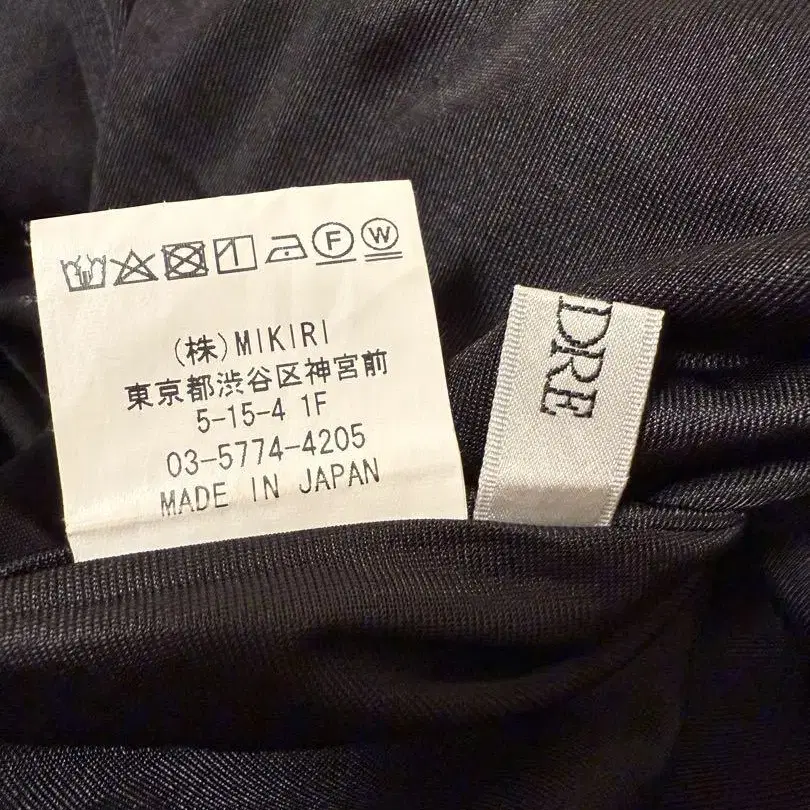 F W
(株)MIKIRI
東京都渋谷区神宮前
5-15-4 1F
03-5774-4205
MADE IN JAPAN
DRE